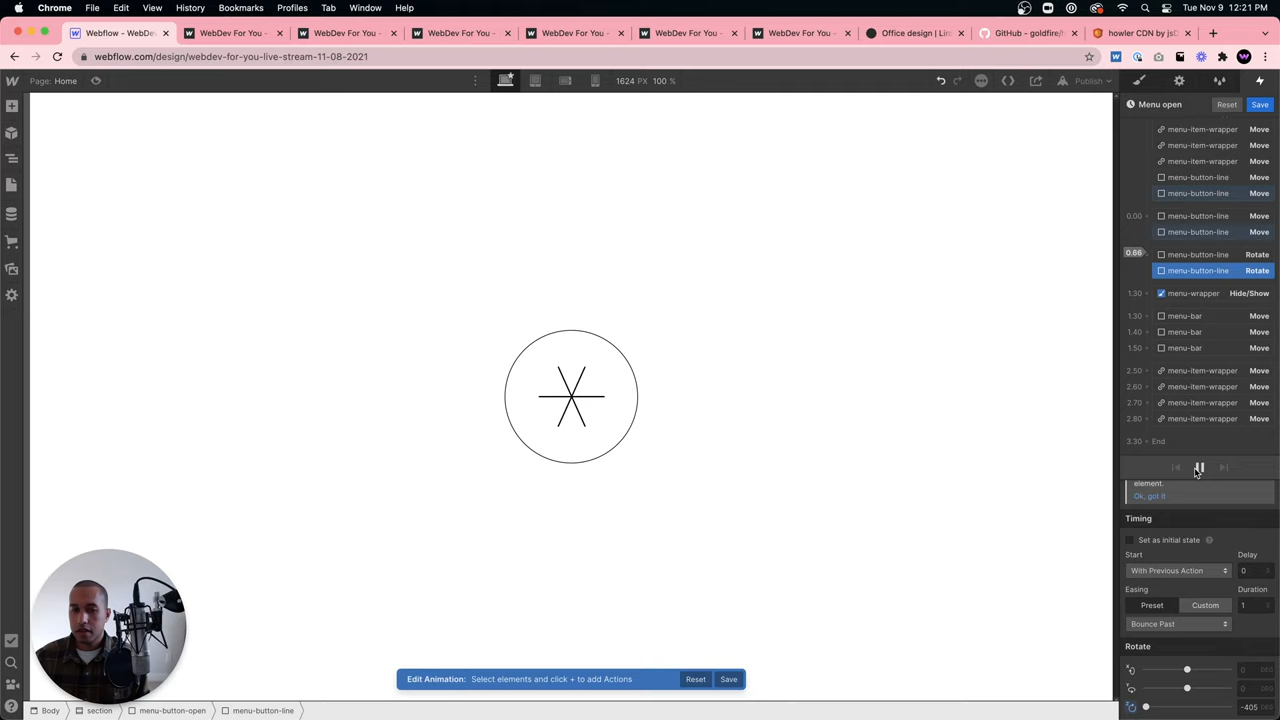 Chrome File Edit View History Bookmarks Profiles Tab Window Help Tue Nov 9 12:21 PM
Webflow - WebDev WebDev For You - WebDev For You - WebDev For You - WebDev For You - WebDev For You - WebDev For You - Office design | GitHub - goldfire/ howler CDN by
webflow.com/design/webdev-for-you-live-stream-11-08-2021
Page: Home 1624 PX 100 % Publish
Menu open Reset Save
menu-item-wrapper Move
menu-item-wrapper Move
menu-item-wrapper Move
menu-button-line Move
menu-button-line Move
0.00 menu-button-line Move
menu-button-line Move
0.66 menu-button-line Rotate
menu-button-line Rotate
1.30 menu-wrapper Hide/Show
1.30 menu-bar Move
1.40 menu-bar Move
1.50 menu-bar Move
2.50 menu-item-wrapper Move
2.60 menu-item-wrapper Move
2.70 menu-item-wrapper Move
2.80 menu-item-wrapper Move
3.30 End
element.
Ok, got it
Timing
Set as initial state
Start Delay
With Previous Action 0
Easing Duration
Preset Custom 1
Bounce Past
Rotate
X 0 DEG
Y 0 DEG
Z -405 DEG
Edit Animation: Select elements and click + to add Actions Reset Save
Body section menu-button-open menu-button-line